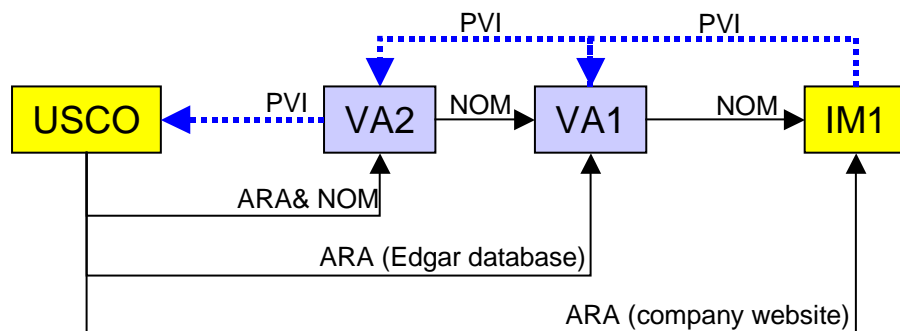 PVI
PVI
USCO
PVI
VA2
NOM
VA1
NOM
IM1
ARA& NOM
ARA (Edgar database)
ARA (company website)